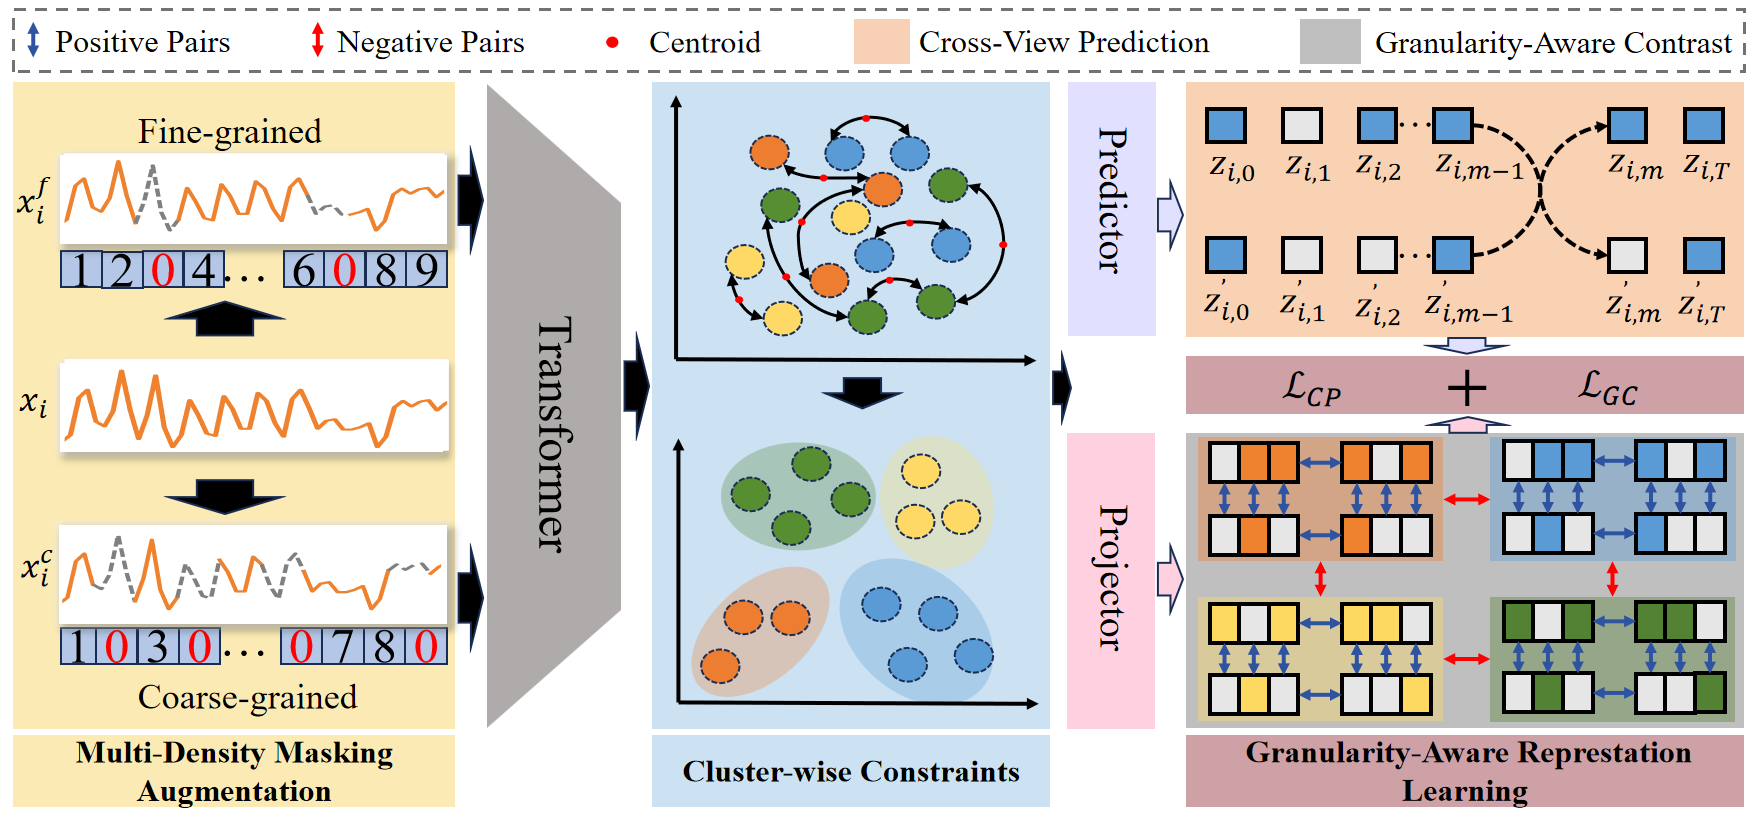 Positive Pairs Negative Pairs Centroid Cross-View Prediction Granularity-Aware Contrast
Fine-grained
x_i^f
1 2 0 4 ... 6 0 8 9
x_i
x_i^c
1 0 3 0 ... 0 7 8 0
Coarse-grained
Multi-Density Masking
Augmentation
Transformer
Cluster-wise Constraints
Predictor
Projector
... 
z_{i,0} z_{i,1} z_{i,2} z_{i,m-1} z_{i,m} z_{i,T}
...
z'_{i,0} z'_{i,1} z'_{i,2} z'_{i,m-1} z'_{i,m} z'_{i,T}
ℒ_{CP} + ℒ_{GC}
Granularity-Aware Represtation
Learning